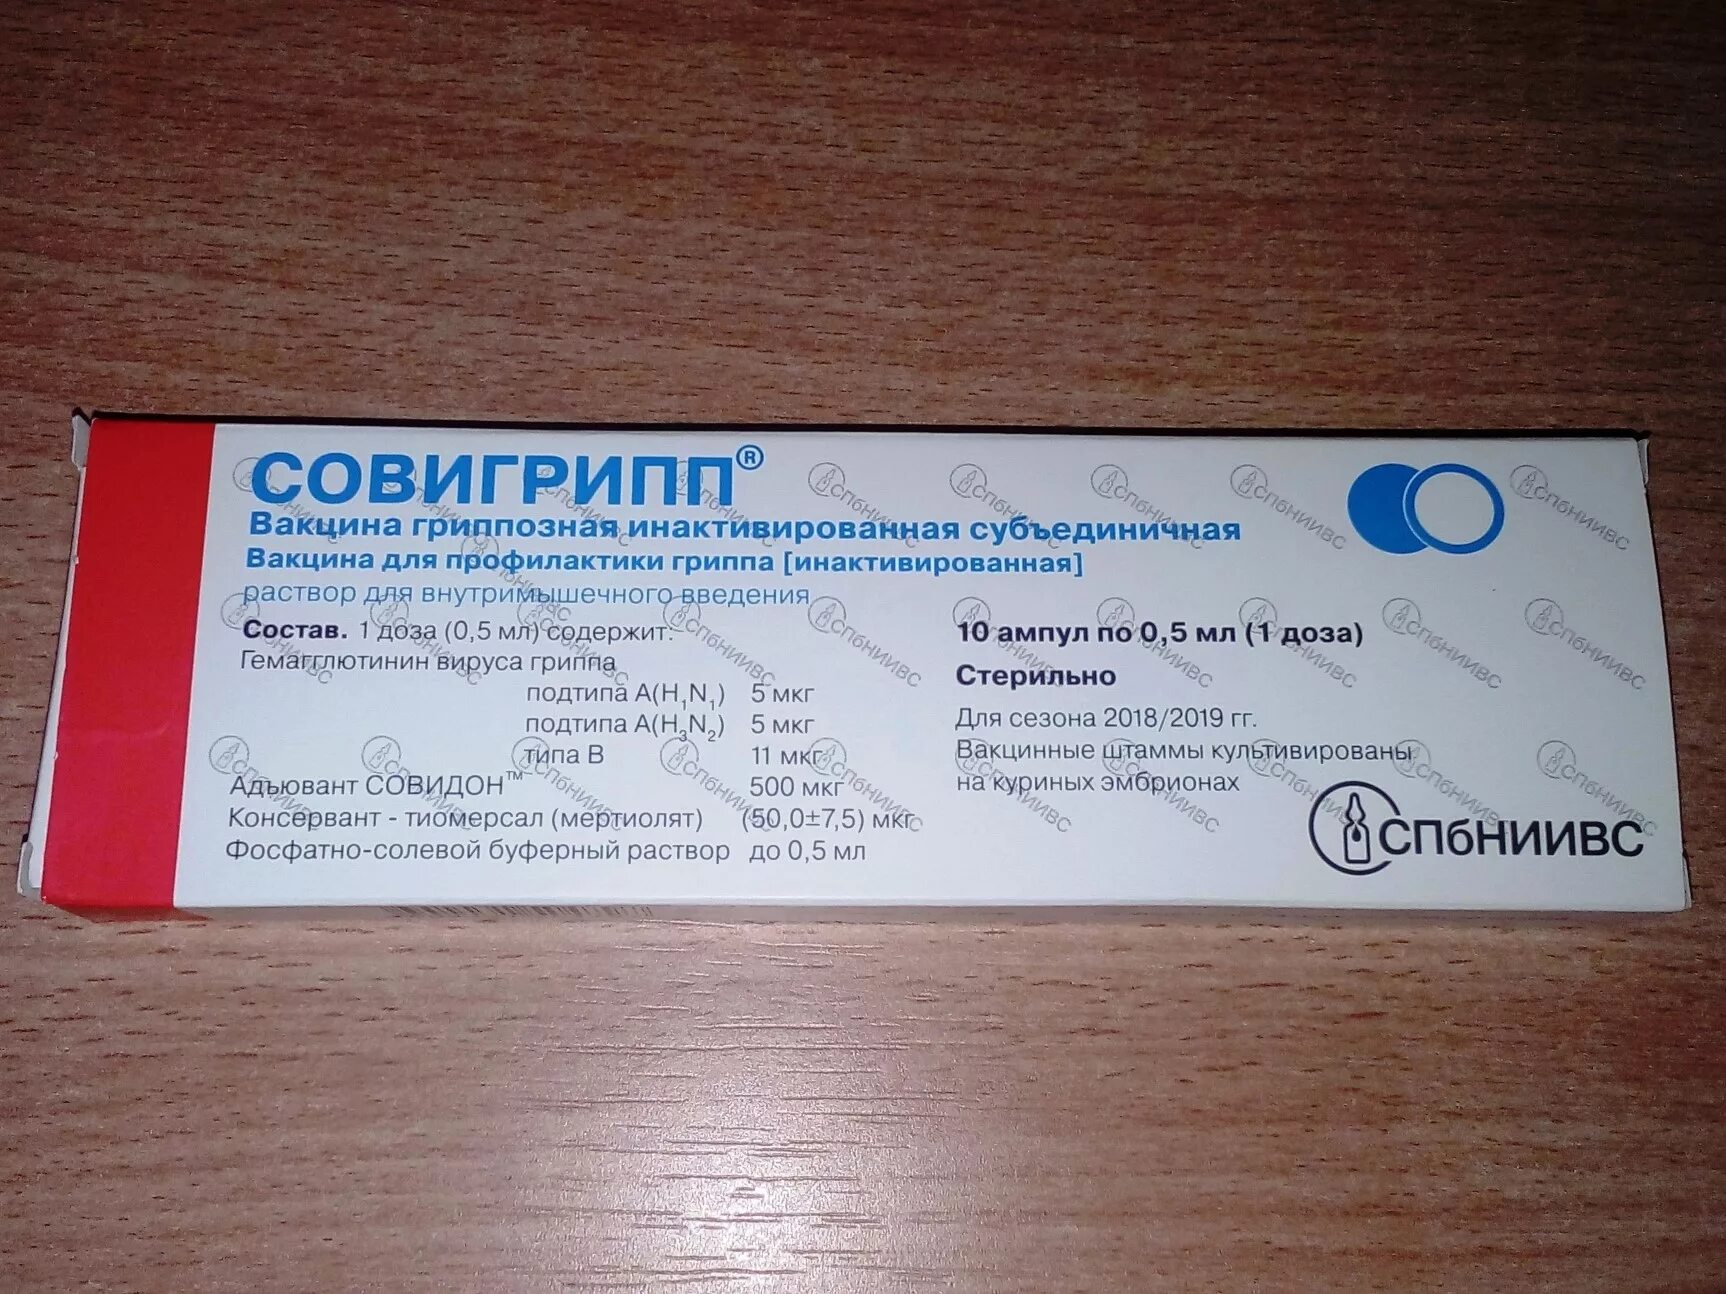 СОВИГРИПП®
Вакцина гриппозная инактивированная субъединичная
Вакцина для профилактики гриппа [инактивированная]
раствор для внутримышечного введения
Состав. 1 доза (0,5 мл) содержит:
Гемагглютинин вируса гриппа
подтипа А(H₁N₁) 5 мкг
подтипа А(H₃N₂) 5 мкг
типа В 11 мкг
Адъювант СОВИДОН™ 500 мкг
Консервант - тиомерсал (мертиолят) (50,0±7,5) мкг
Фосфатно-солевой буферный раствор до 0,5 мл
10 ампул по 0,5 мл (1 доза)
Стерильно
Для сезона 2018/2019 гг.
Вакцинные штаммы культивированы
на куриных эмбрионах
СПбНИИВС